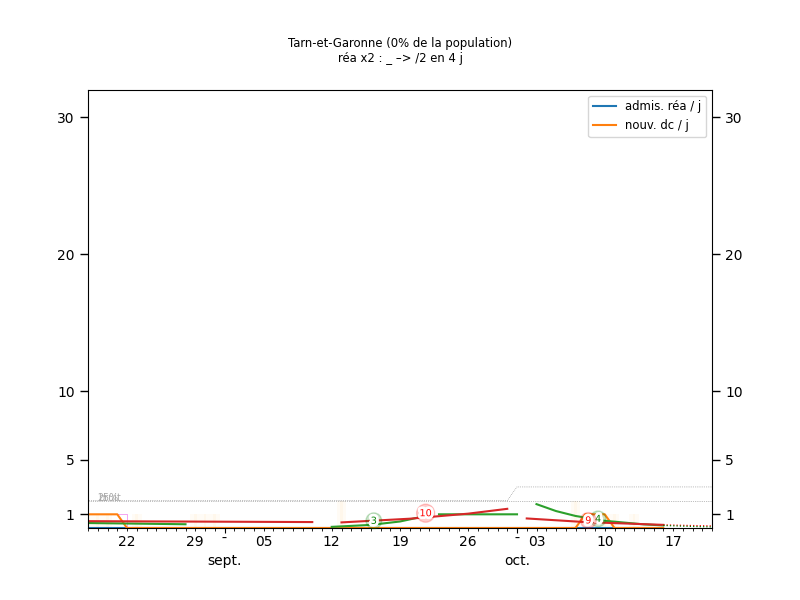 Tarn-et-Garonne (0% de la population)
réa x2 : _ –> /2 en 4 j
admis. réa / j
nouv. dc / j
30 30
20 20
10 10
5 5
1 1
3 10 9 4
22 29 - 05 12 19 26 - 03 10 17
sept. oct.